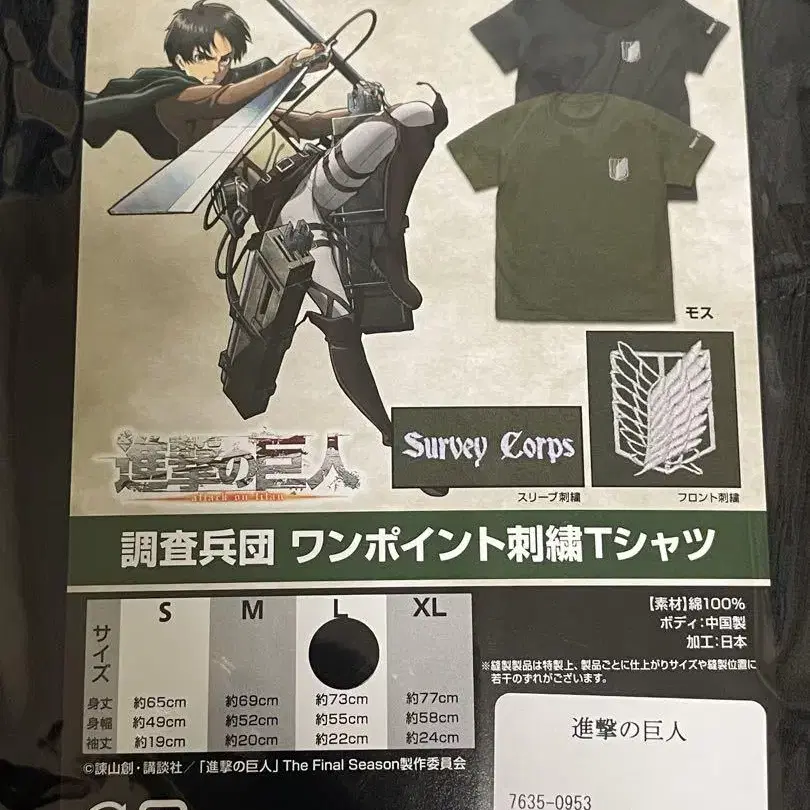 モス
Survey Corps
スリーブ刺繍
フロント刺繍
進撃の巨人
attack on titan
調査兵団 ワンポイント刺繍Tシャツ
サイズ S M L XL
身丈 約65cm 約69cm 約73cm 約77cm
身幅 約49cm 約52cm 約55cm 約58cm
袖丈 約19cm 約20cm 約22cm 約24cm
【素材】綿100%
ボディ:中国製
加工:日本
※縫製製品は特製上、製品ごとに仕上がりサイズや縫製位置に
若干のずれがございます。
©諫山創・講談社/「進撃の巨人」The Final Season製作委員会
進撃の巨人
7635-0953